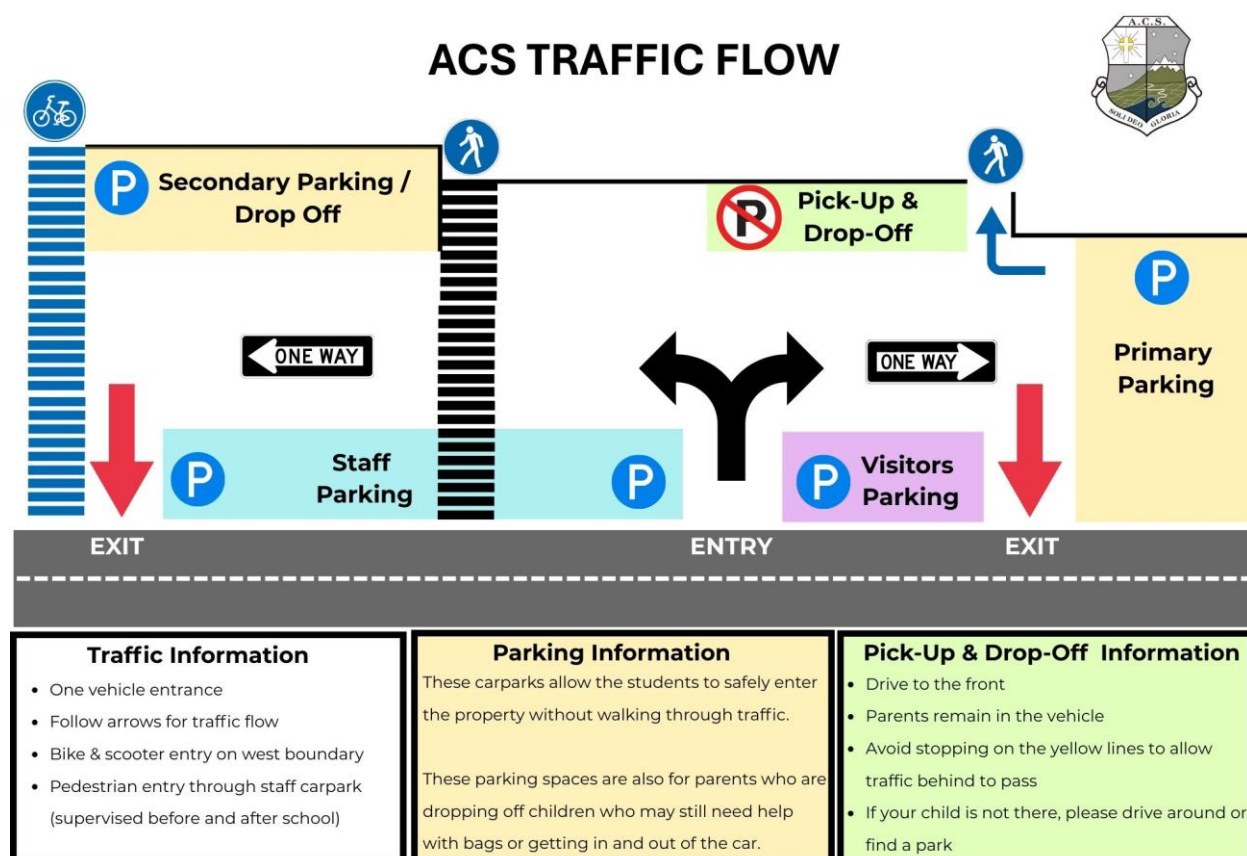 ACS TRAFFIC FLOW
A.C.S.
SOLI DEO GLORIA
P
Secondary Parking /
Drop Off
P
Pick-Up &
Drop-Off
P
Primary
Parking
ONE WAY
ONE WAY
P
Staff
Parking
P
P
Visitors
Parking
EXIT
ENTRY
EXIT
Traffic Information
• One vehicle entrance
• Follow arrows for traffic flow
• Bike & scooter entry on west boundary
• Pedestrian entry through staff carpark
(supervised before and after school)
Parking Information
These carparks allow the students to safely enter
the property without walking through traffic.
These parking spaces are also for parents who are
dropping off children who may still need help
with bags or getting in and out of the car.
Pick-Up & Drop-Off Information
• Drive to the front
• Parents remain in the vehicle
• Avoid stopping on the yellow lines to allow
traffic behind to pass
• If your child is not there, please drive around or
find a park